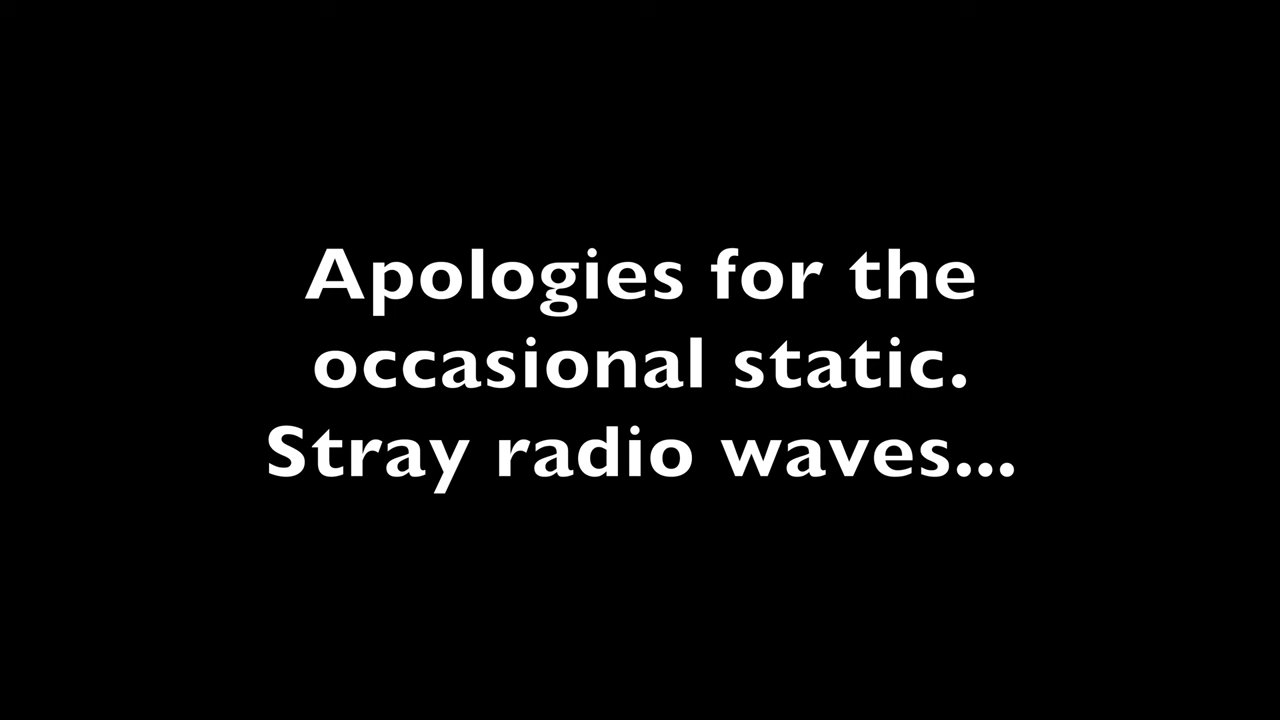 Apologies for the
occasional static.
Stray radio waves...